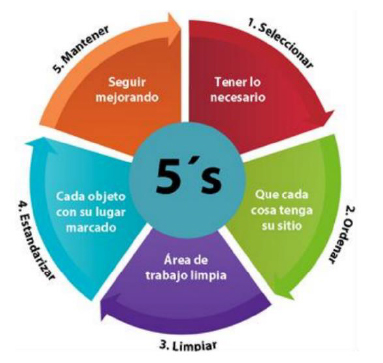 1. Seleccionar
Tener lo
necesario
2. Ordenar
Que cada
cosa tenga
su sitio
3. Limpiar
Área de
trabajo limpia
4. Estandarizar
Cada objeto
con su lugar
marcado
5. Mantener
Seguir
mejorando
5´s